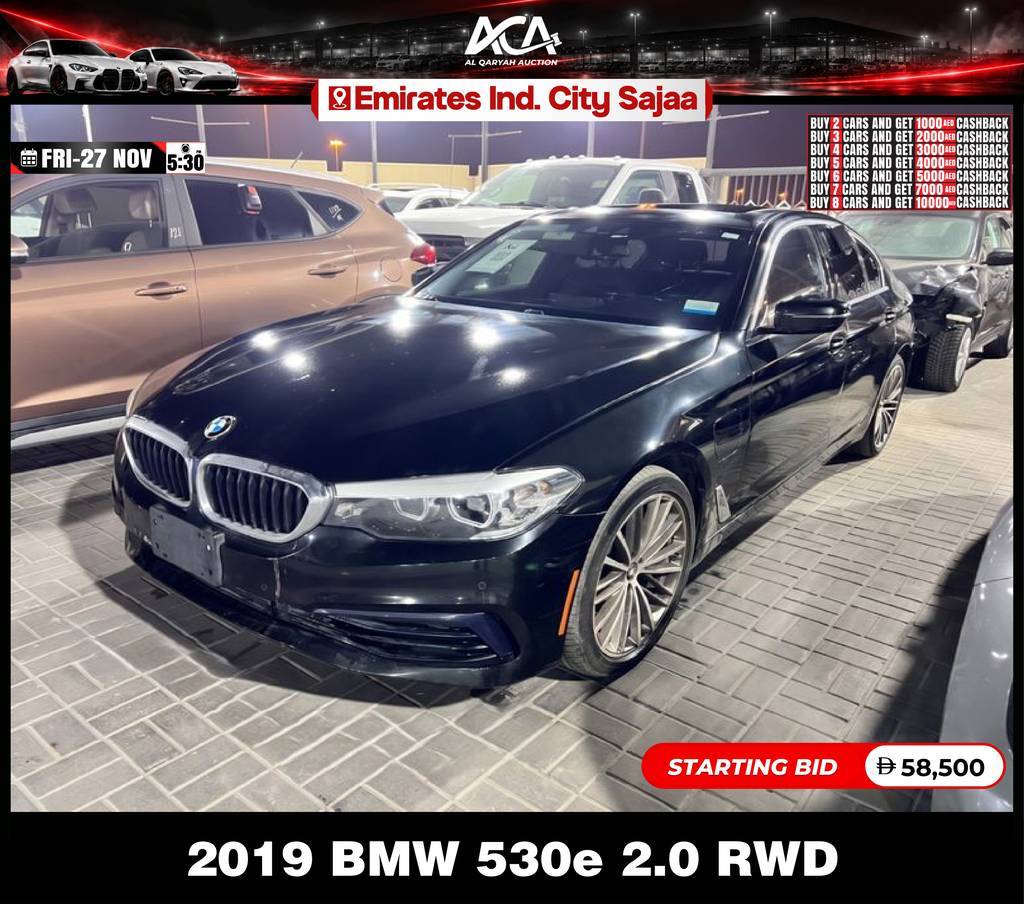 ACA
AL QARYAH AUCTION
Emirates Ind. City Sajaa
FRI-27 NOV 5:30
BUY 2 CARS AND GET 1000 AED CASHBACK
BUY 3 CARS AND GET 2000 AED CASHBACK
BUY 4 CARS AND GET 3000 AED CASHBACK
BUY 5 CARS AND GET 4000 AED CASHBACK
BUY 6 CARS AND GET 5000 AED CASHBACK
BUY 7 CARS AND GET 7000 AED CASHBACK
BUY 8 CARS AND GET 10000 AED CASHBACK
STARTING BID 58,500
2019 BMW 530e 2.0 RWD